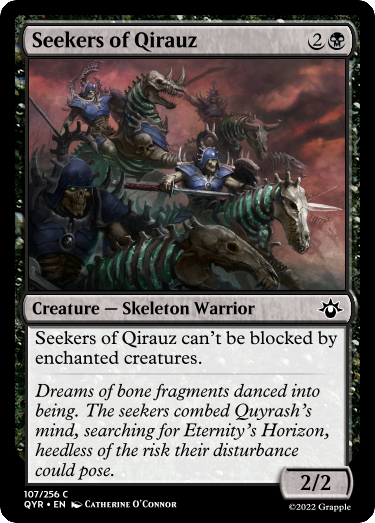 Seekers of Qirauz 2
Creature — Skeleton Warrior
Seekers of Qirauz can't be blocked by
enchanted creatures.
Dreams of bone fragments danced into
being. The seekers combed Quyrash's
mind, searching for Eternity's Horizon,
heedless of the risk their disturbance
could pose.
2/2
107/256 C
QYR • EN Catherine O'Connor
©2022 Grapple